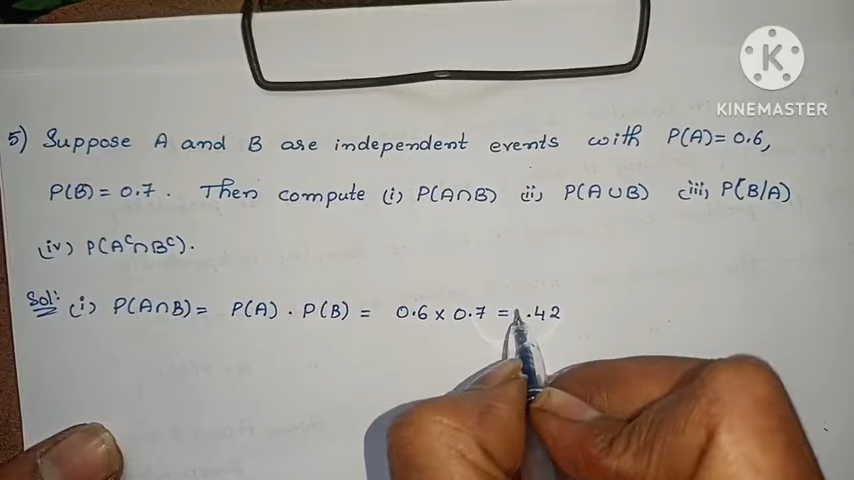 KINEMASTER
5) Suppose A and B are independent events with P(A)= 0.6,
P(B) = 0.7. Then compute (i) P(A∩B) (ii) P(A∪B) (iii) P(B/A)
(iv) P(Aᶜ∩Bᶜ).
Sol: (i) P(A∩B) = P(A) . P(B) = 0.6 x 0.7 = .42